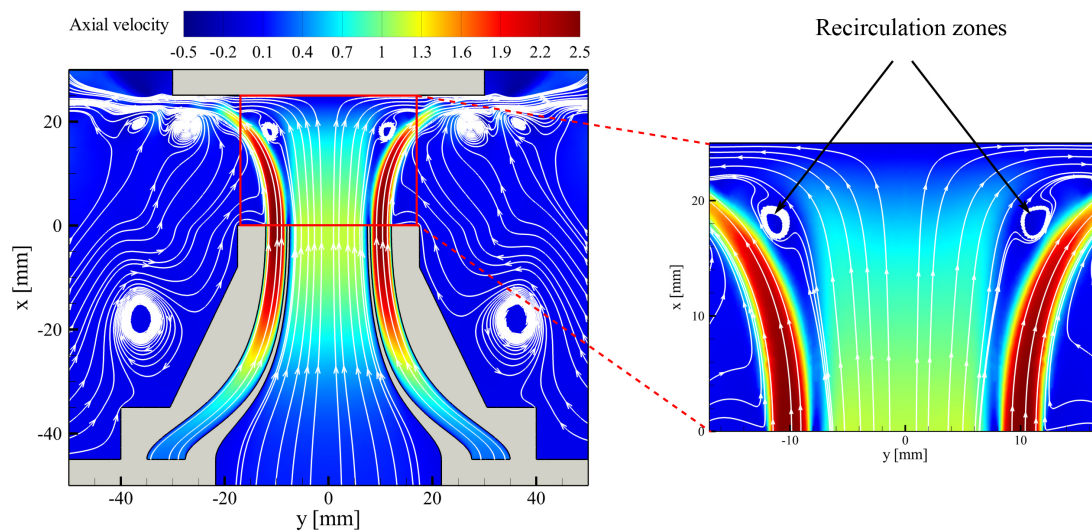 Axial velocity
-0.5 -0.2 0.1 0.4 0.7 1 1.3 1.6 1.9 2.2 2.5
Recirculation zones
20
0
-20
-40
x [mm]
-40 -20 0 20 40
y [mm]
20
10
0
x [mm]
-10 0 10
y [mm]